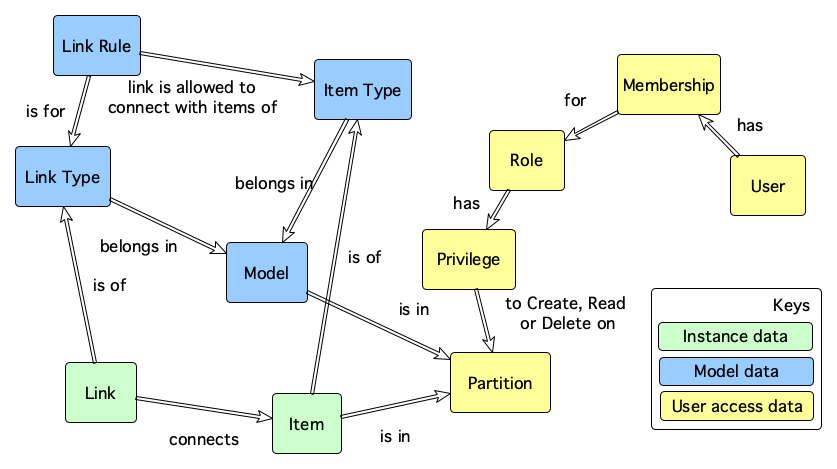 Link Rule
link is allowed to
connect with items of
Item Type
is for
Link Type
belongs in
belongs in
Model
is of
is of
is in
Link
connects
Item
is in
Membership
for
has
Role
User
has
Privilege
to Create, Read
or Delete on
Partition
Keys
Instance data
Model data
User access data